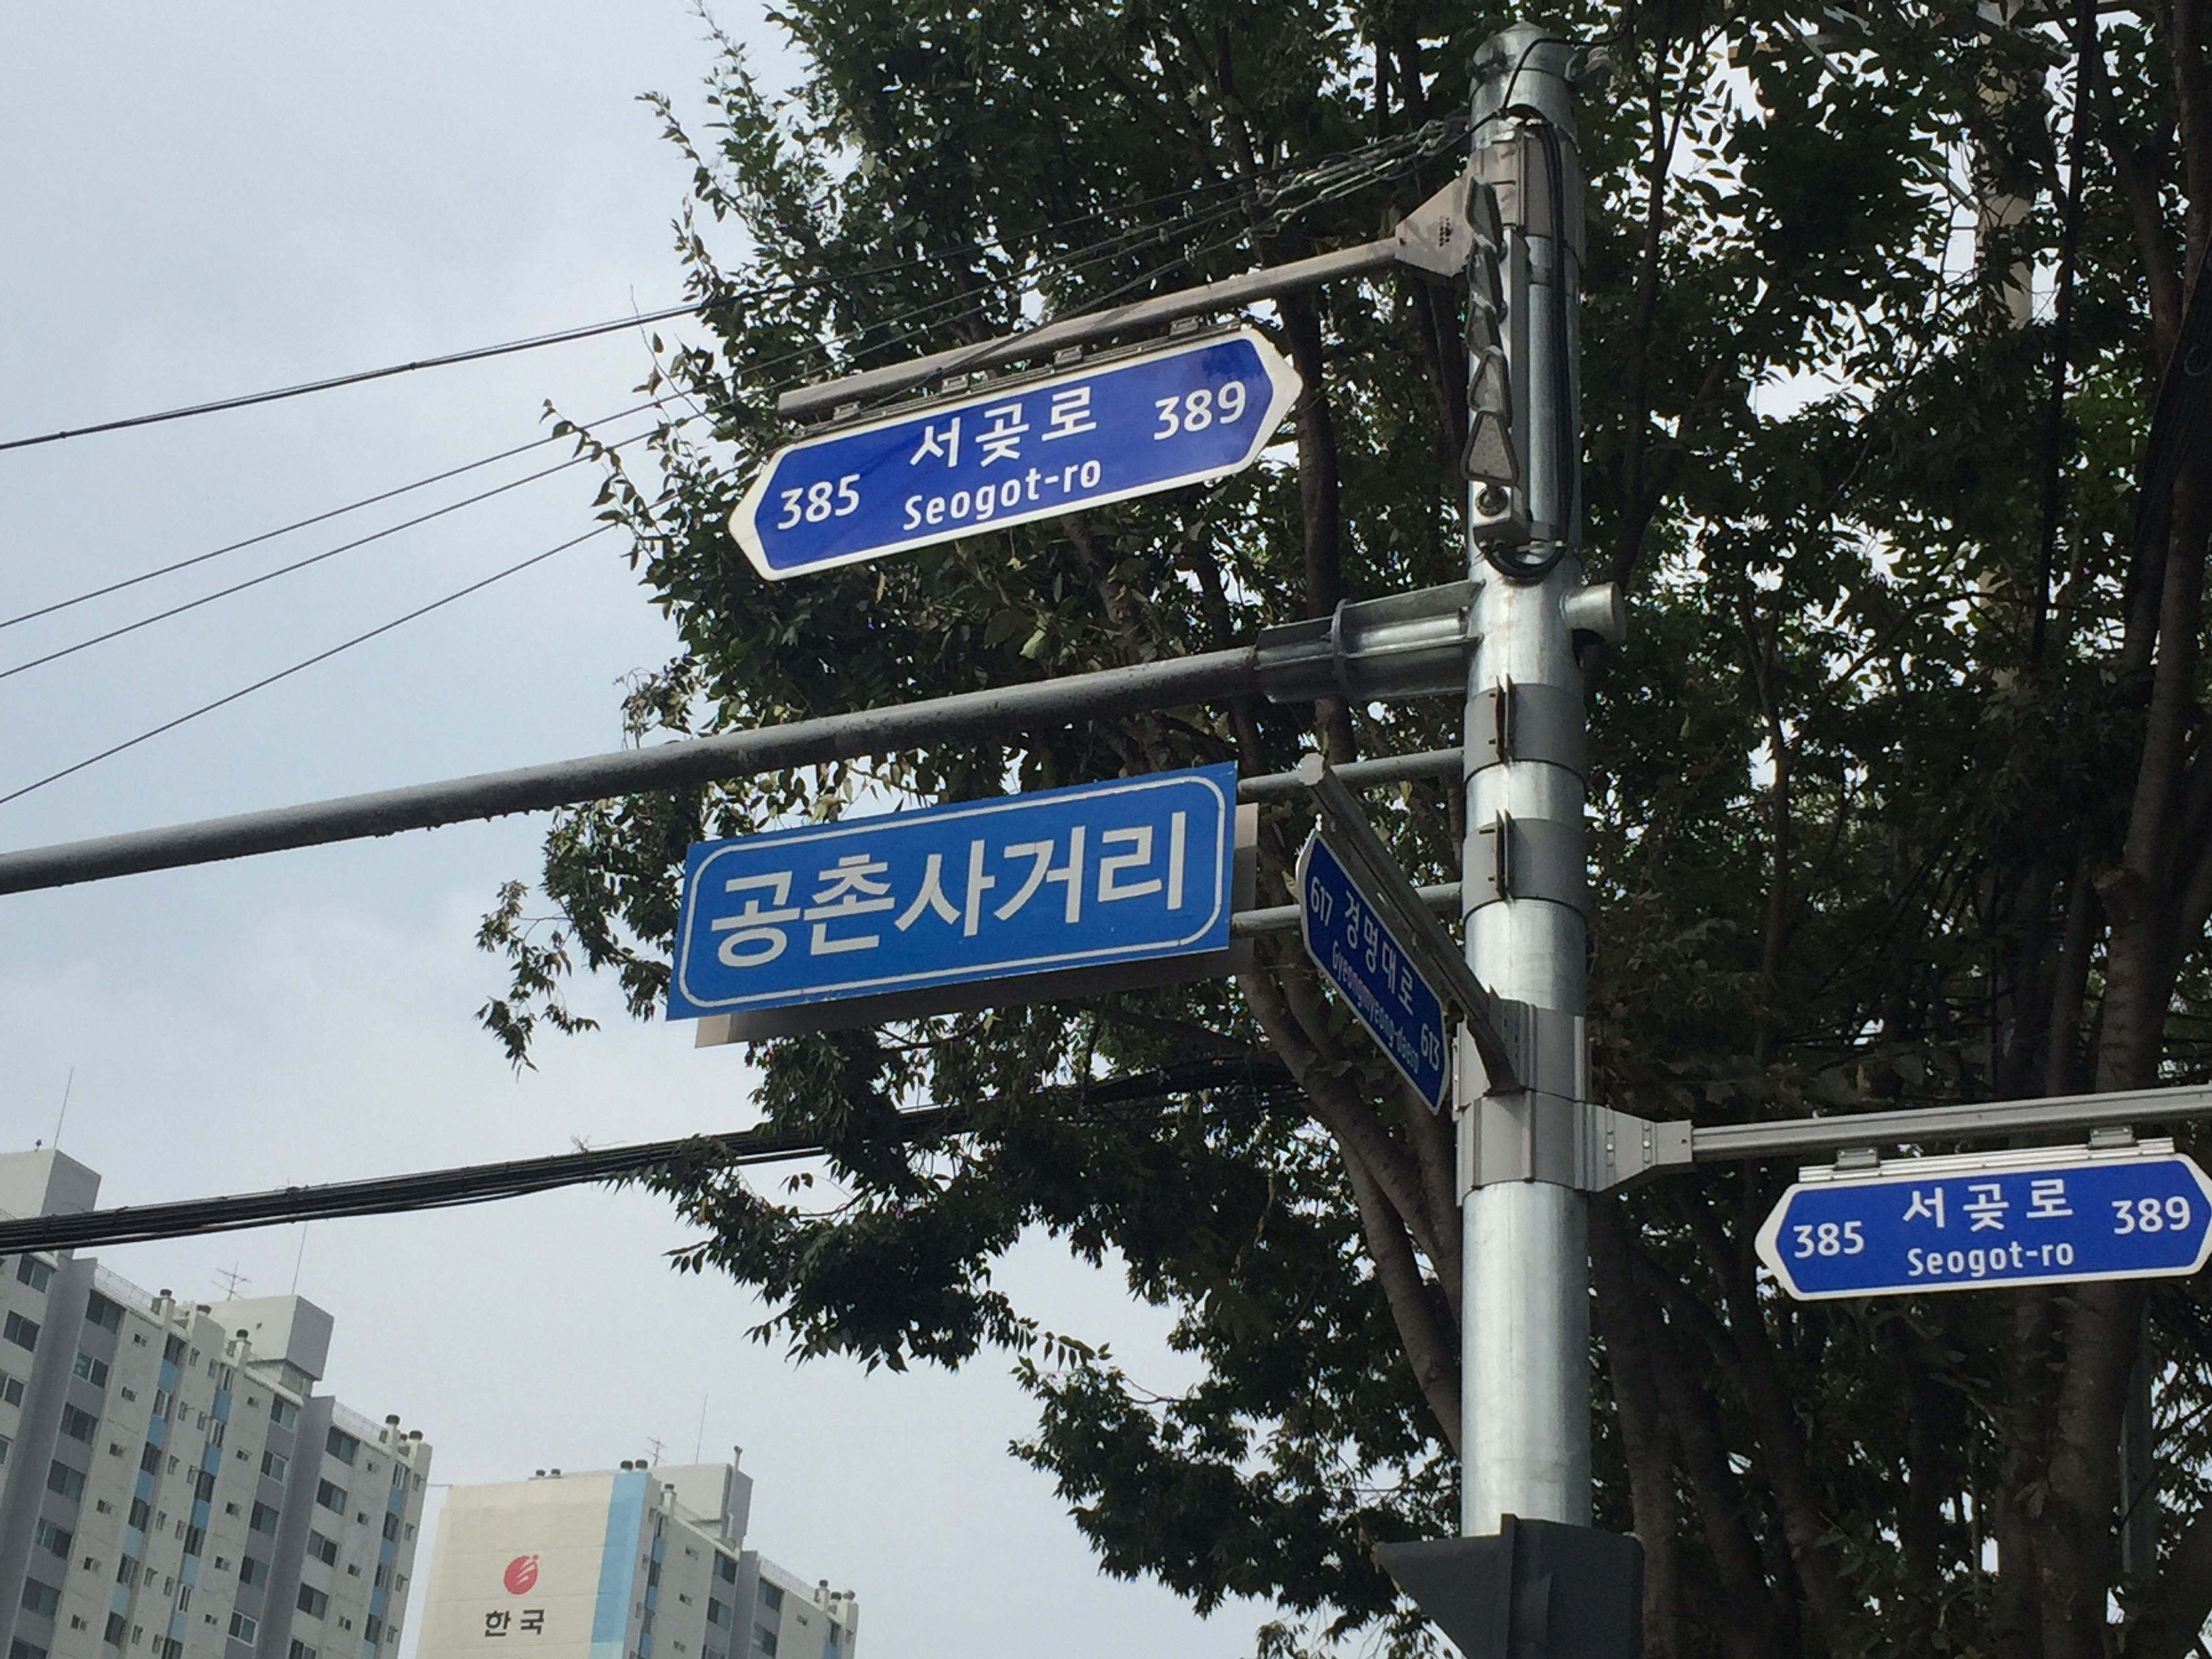 서곶로
385 389
Seogot-ro
공촌사거리
617 경명대로 613
Gyeongmyeong-daero
서곶로
385 389
Seogot-ro
한국